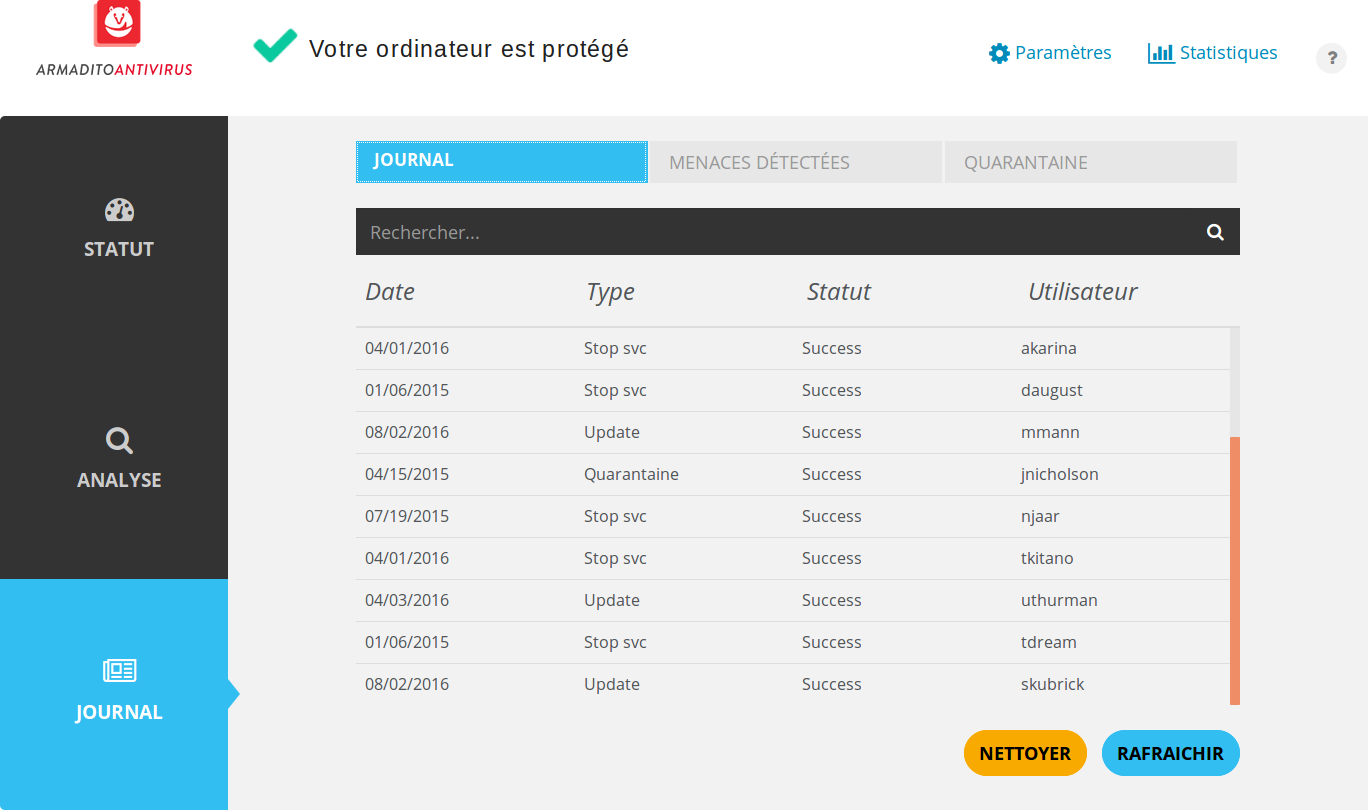 ARMADITOANTIVIRUS
Votre ordinateur est protégé
Paramètres
Statistiques
?
STATUT
ANALYSE
JOURNAL
JOURNAL MENACES DÉTECTÉES QUARANTAINE
Rechercher...
Date Type Statut Utilisateur
04/01/2016 Stop svc Success akarina
01/06/2015 Stop svc Success daugust
08/02/2016 Update Success mmann
04/15/2015 Quarantaine Success jnicholson
07/19/2015 Stop svc Success njaar
04/01/2016 Stop svc Success tkitano
04/03/2016 Update Success uthurman
01/06/2015 Stop svc Success tdream
08/02/2016 Update Success skubrick
NETTOYER RAFRAICHIR